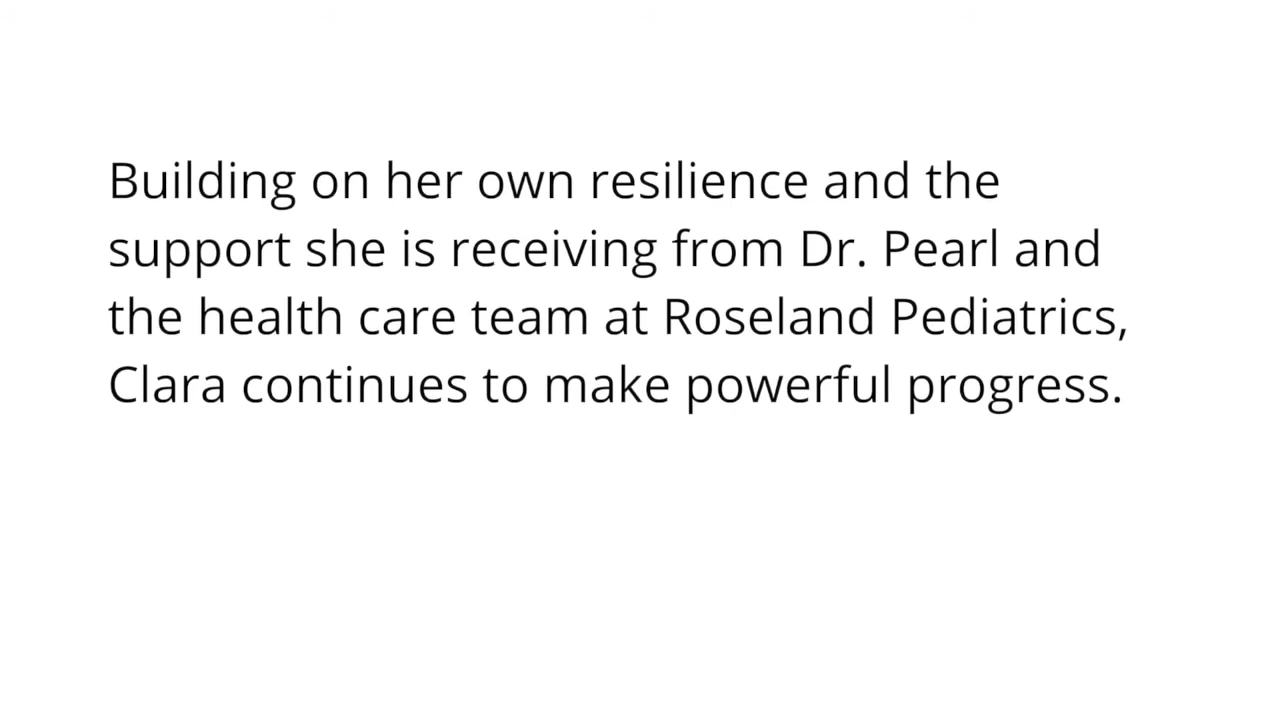 Building on her own resilience and the
support she is receiving from Dr. Pearl and
the health care team at Roseland Pediatrics,
Clara continues to make powerful progress.